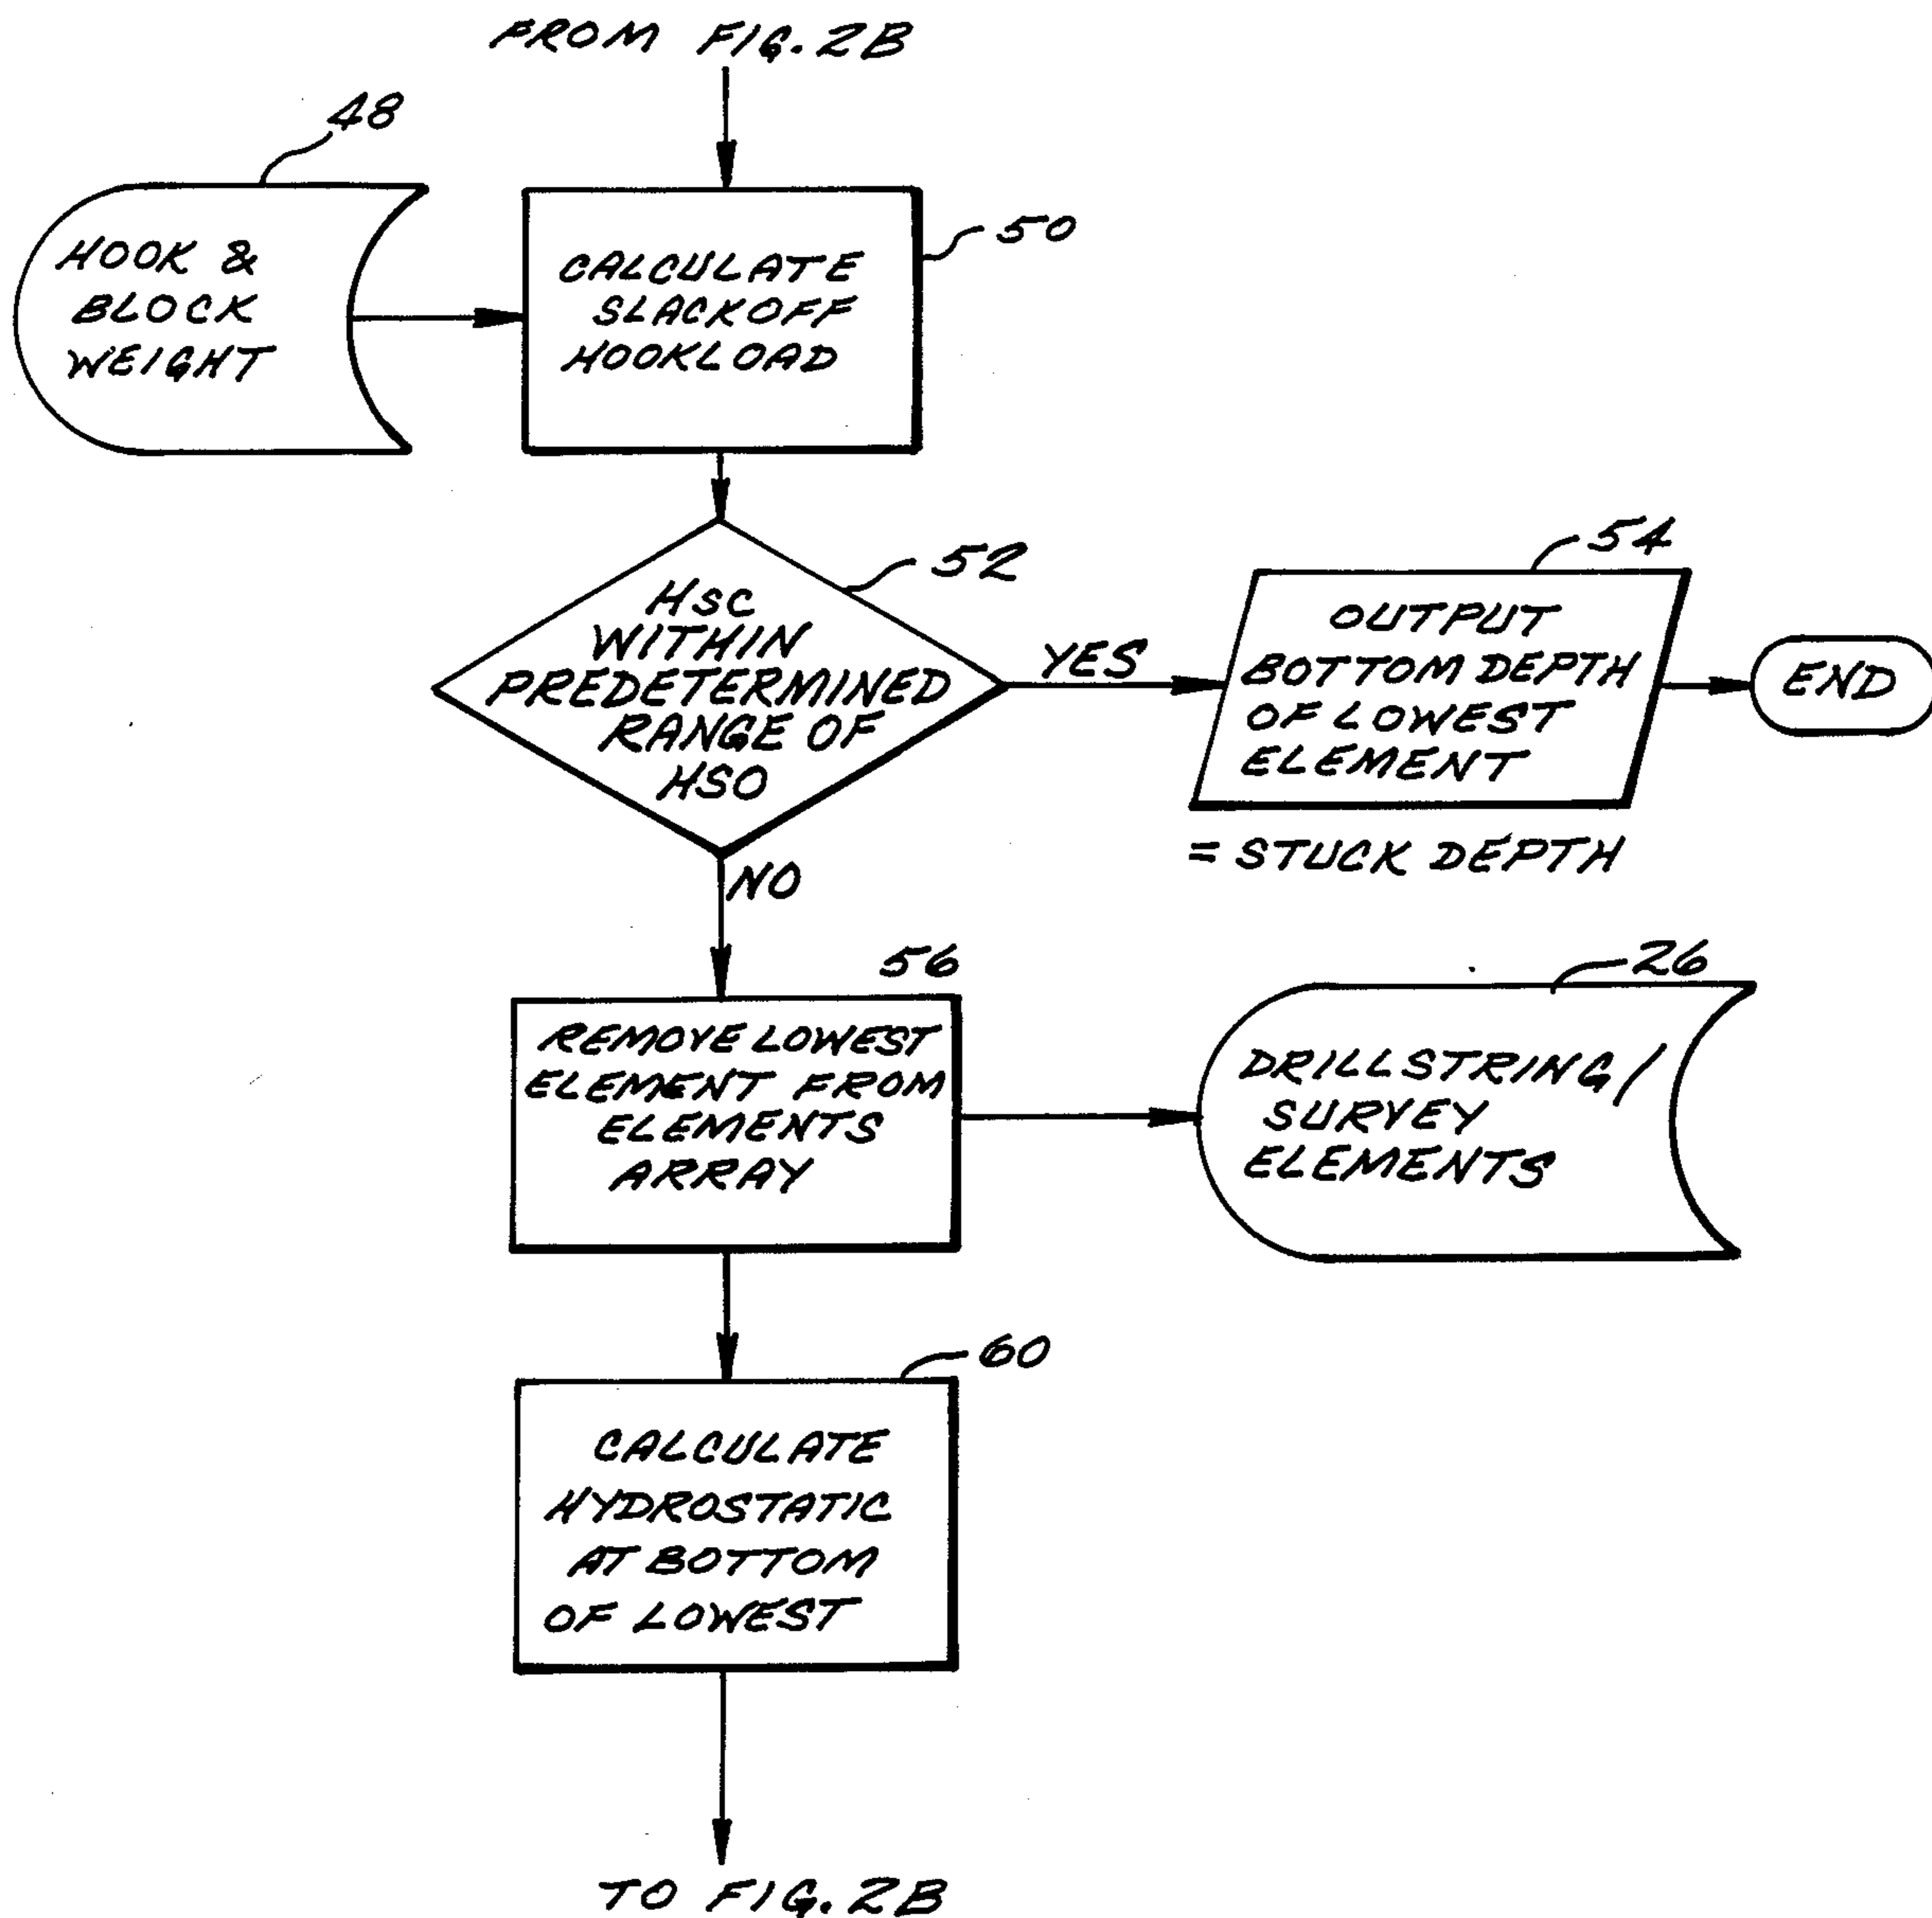 FROM FIG. 2B
48
HOOK &
BLOCK
WEIGHT
CALCULATE
SLACKOFF
HOOKLOAD
50
HSC
WITHIN
PREDETERMINED
RANGE OF
HSO
52
YES
54
OUTPUT
BOTTOM DEPTH
OF LOWEST
ELEMENT
END
= STUCK DEPTH
NO
56
REMOVE LOWEST
ELEMENT FROM
ELEMENTS
ARRAY
26
DRILLSTRING/
SURVEY
ELEMENTS
60
CALCULATE
HYDROSTATIC
AT BOTTOM
OF LOWEST
TO FIG. 2B